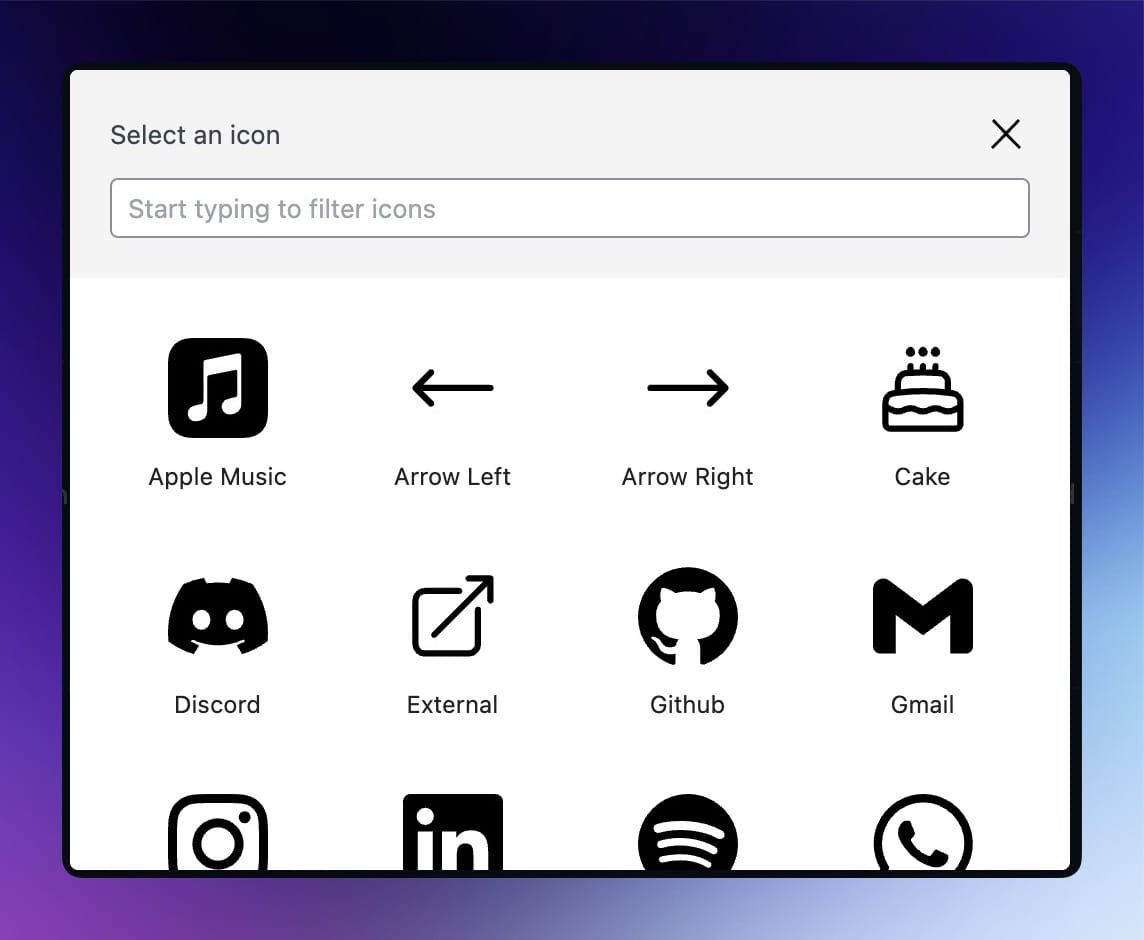 Select an icon
Start typing to filter icons
Apple Music
Arrow Left
Arrow Right
Cake
Discord
External
Github
Gmail
in